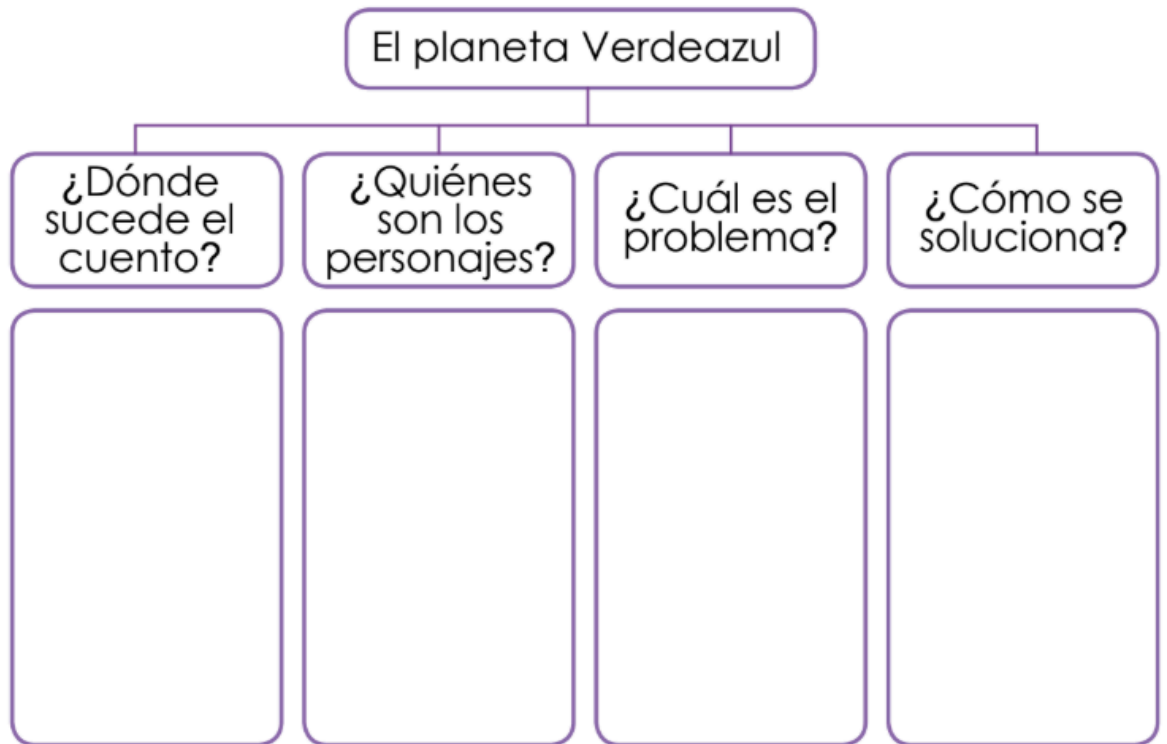 El planeta Verdeazul
¿Dónde
sucede el
cuento?
¿Quiénes
son los
personajes?
¿Cuál es el
problema?
¿Cómo se
soluciona?